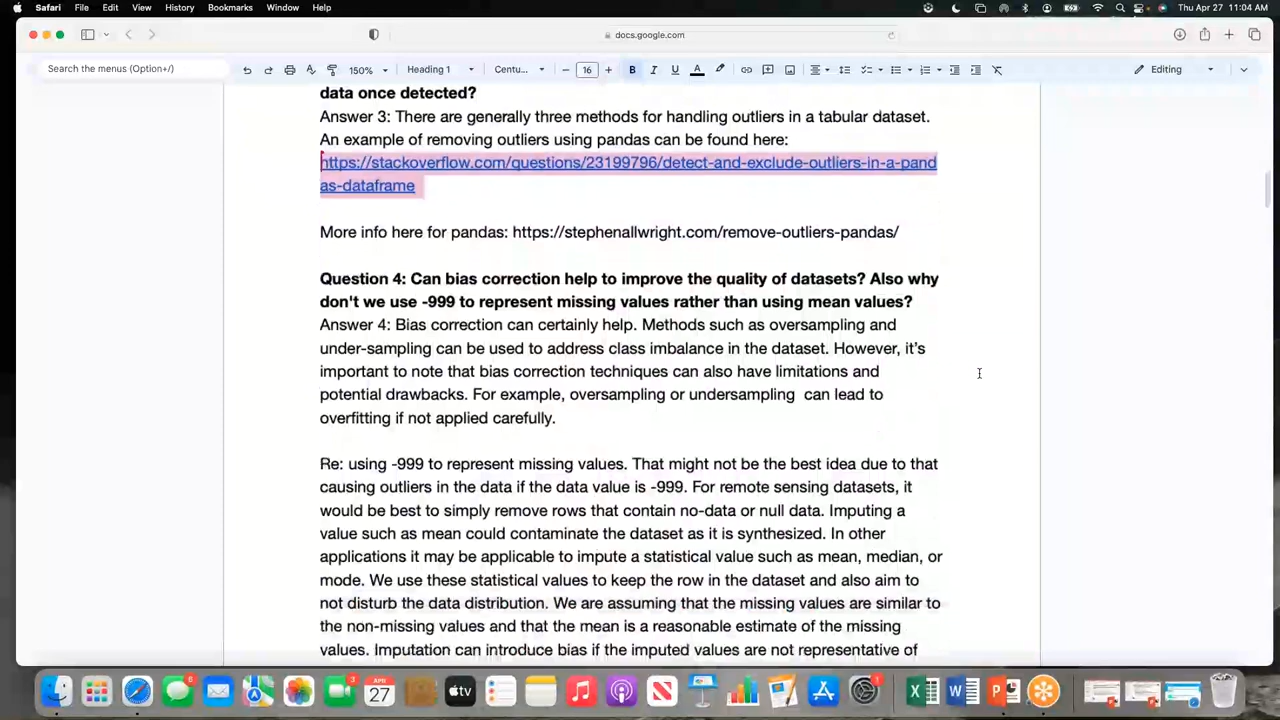 Safari File Edit View History Bookmarks Window Help Thu Apr 27 11:04 AM
docs.google.com
Search the menus (Option+/) 150% Heading 1 Centu... 16 B I U A Editing
data once detected?
Answer 3: There are generally three methods for handling outliers in a tabular dataset.
An example of removing outliers using pandas can be found here:
https://stackoverflow.com/questions/23199796/detect-and-exclude-outliers-in-a-pand
as-dataframe
More info here for pandas: https://stephenallwright.com/remove-outliers-pandas/
Question 4: Can bias correction help to improve the quality of datasets? Also why
don't we use -999 to represent missing values rather than using mean values?
Answer 4: Bias correction can certainly help. Methods such as oversampling and
under-sampling can be used to address class imbalance in the dataset. However, it’s
important to note that bias correction techniques can also have limitations and
potential drawbacks. For example, oversampling or undersampling  can lead to
overfitting if not applied carefully.
Re: using -999 to represent missing values. That might not be the best idea due to that
causing outliers in the data if the data value is -999. For remote sensing datasets, it
would be best to simply remove rows that contain no-data or null data. Imputing a
value such as mean could contaminate the dataset as it is synthesized. In other
applications it may be applicable to impute a statistical value such as mean, median, or
mode. We use these statistical values to keep the row in the dataset and also aim to
not disturb the data distribution. We are assuming that the missing values are similar to
the non-missing values and that the mean is a reasonable estimate of the missing
values. Imputation can introduce bias if the imputed values are not representative of
APR
27
tv